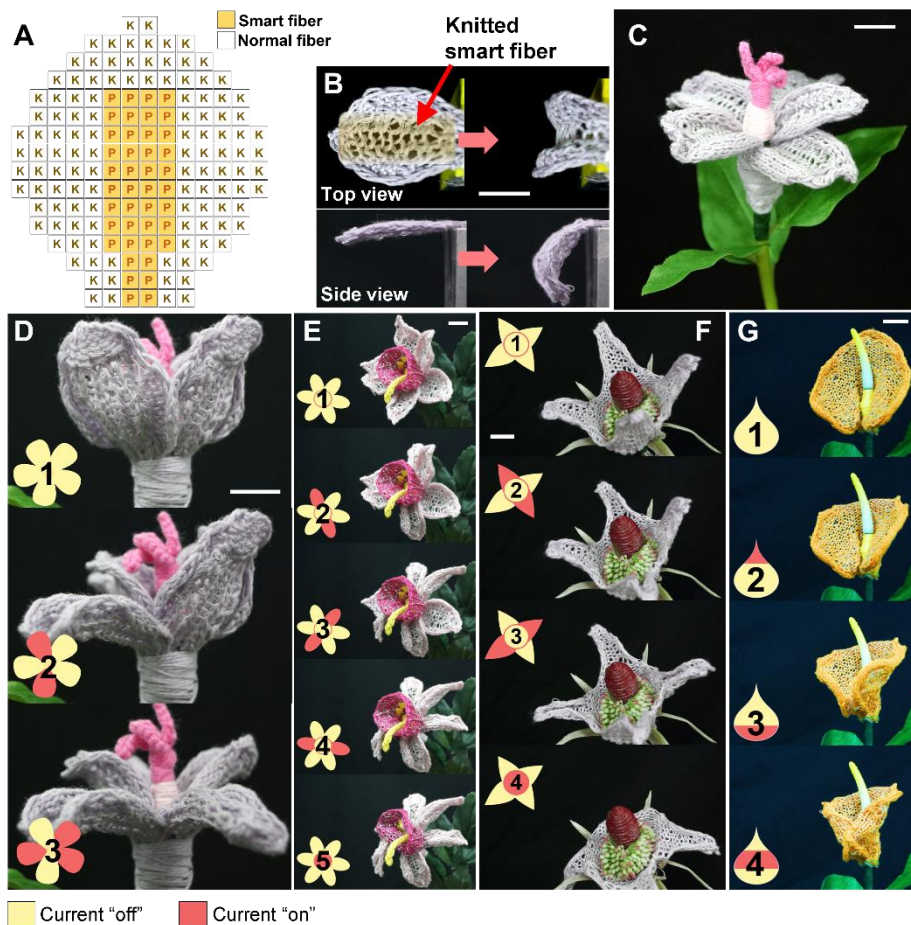 A
K K
K K K K K K
K K K K K K K K
K K K K K K K K K K
K K K K P P P P K K K K
K K K K P P P P K K K K
K K K K K P P P P K K K K K
K K K K K P P P P K K K K K
K K K K K P P P P K K K K K
K K K K K P P P P K K K K K
K K K K P P P P K K K K
K K K K P P P P K K K K
K K K P P P P K K K
K K K P P K K K
K K P P K K
K K P P K K
Smart fiber
Normal fiber
B
Knitted
smart fiber
Top view
Side view
C
D
1
2
3
E
1
2
3
4
5
F
1
2
3
4
G
1
2
3
4
Current “off”
Current “on”